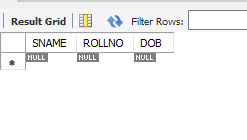 Result Grid Filter Rows:
SNAME ROLLNO DOB
NULL NULL NULL